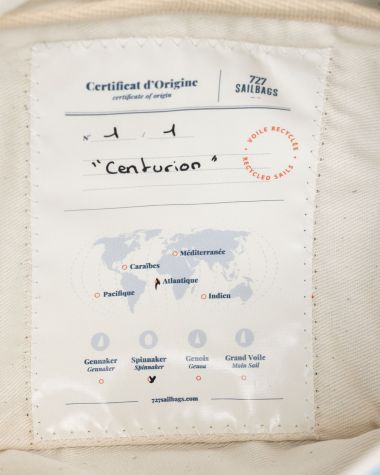 Certificat d'Origine
certificate of origin
727
SAILBAGS
N° 1 / 1
"Centurion"
• VOILE RECYCLÉE •
RECYCLED SAILS
Méditerranée
Caraïbes
Atlantique
Pacifique
Indien
Gennaker Spinnaker Genois Grand Voile
Gennaker Spinnaker Genoa Main Sail
727sailbags.com